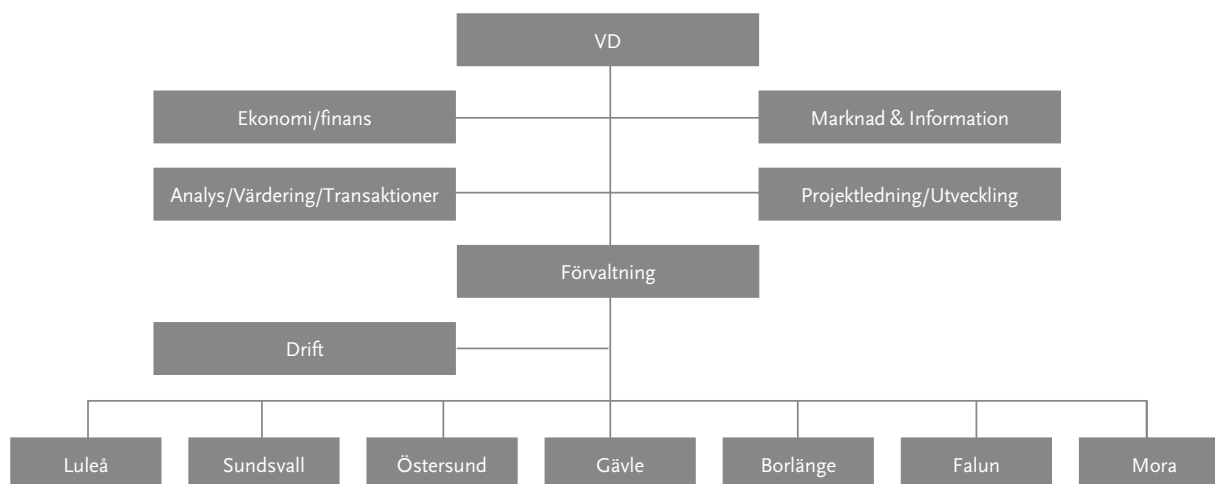 VD
Ekonomi/finans
Marknad & Information
Analys/Värdering/Transaktioner
Projektledning/Utveckling
Förvaltning
Drift
Luleå
Sundsvall
Östersund
Gävle
Borlänge
Falun
Mora